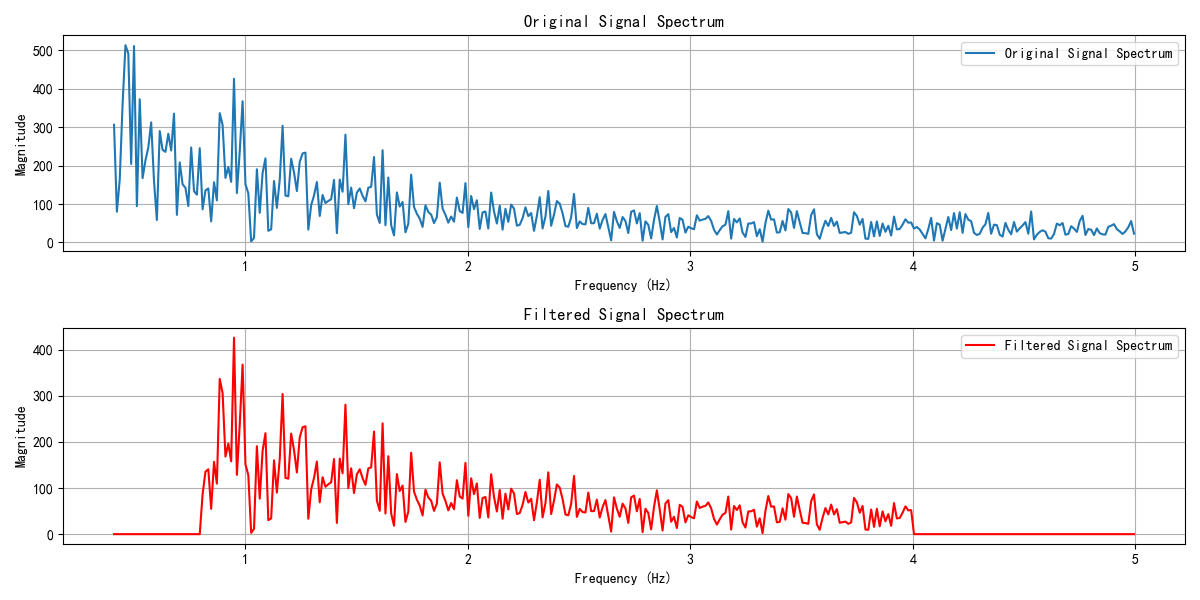 Original Signal Spectrum
Original Signal Spectrum
Magnitude
500
400
300
200
100
0
1
2
3
4
5
Frequency (Hz)
Filtered Signal Spectrum
Filtered Signal Spectrum
Magnitude
400
300
200
100
0
1
2
3
4
5
Frequency (Hz)